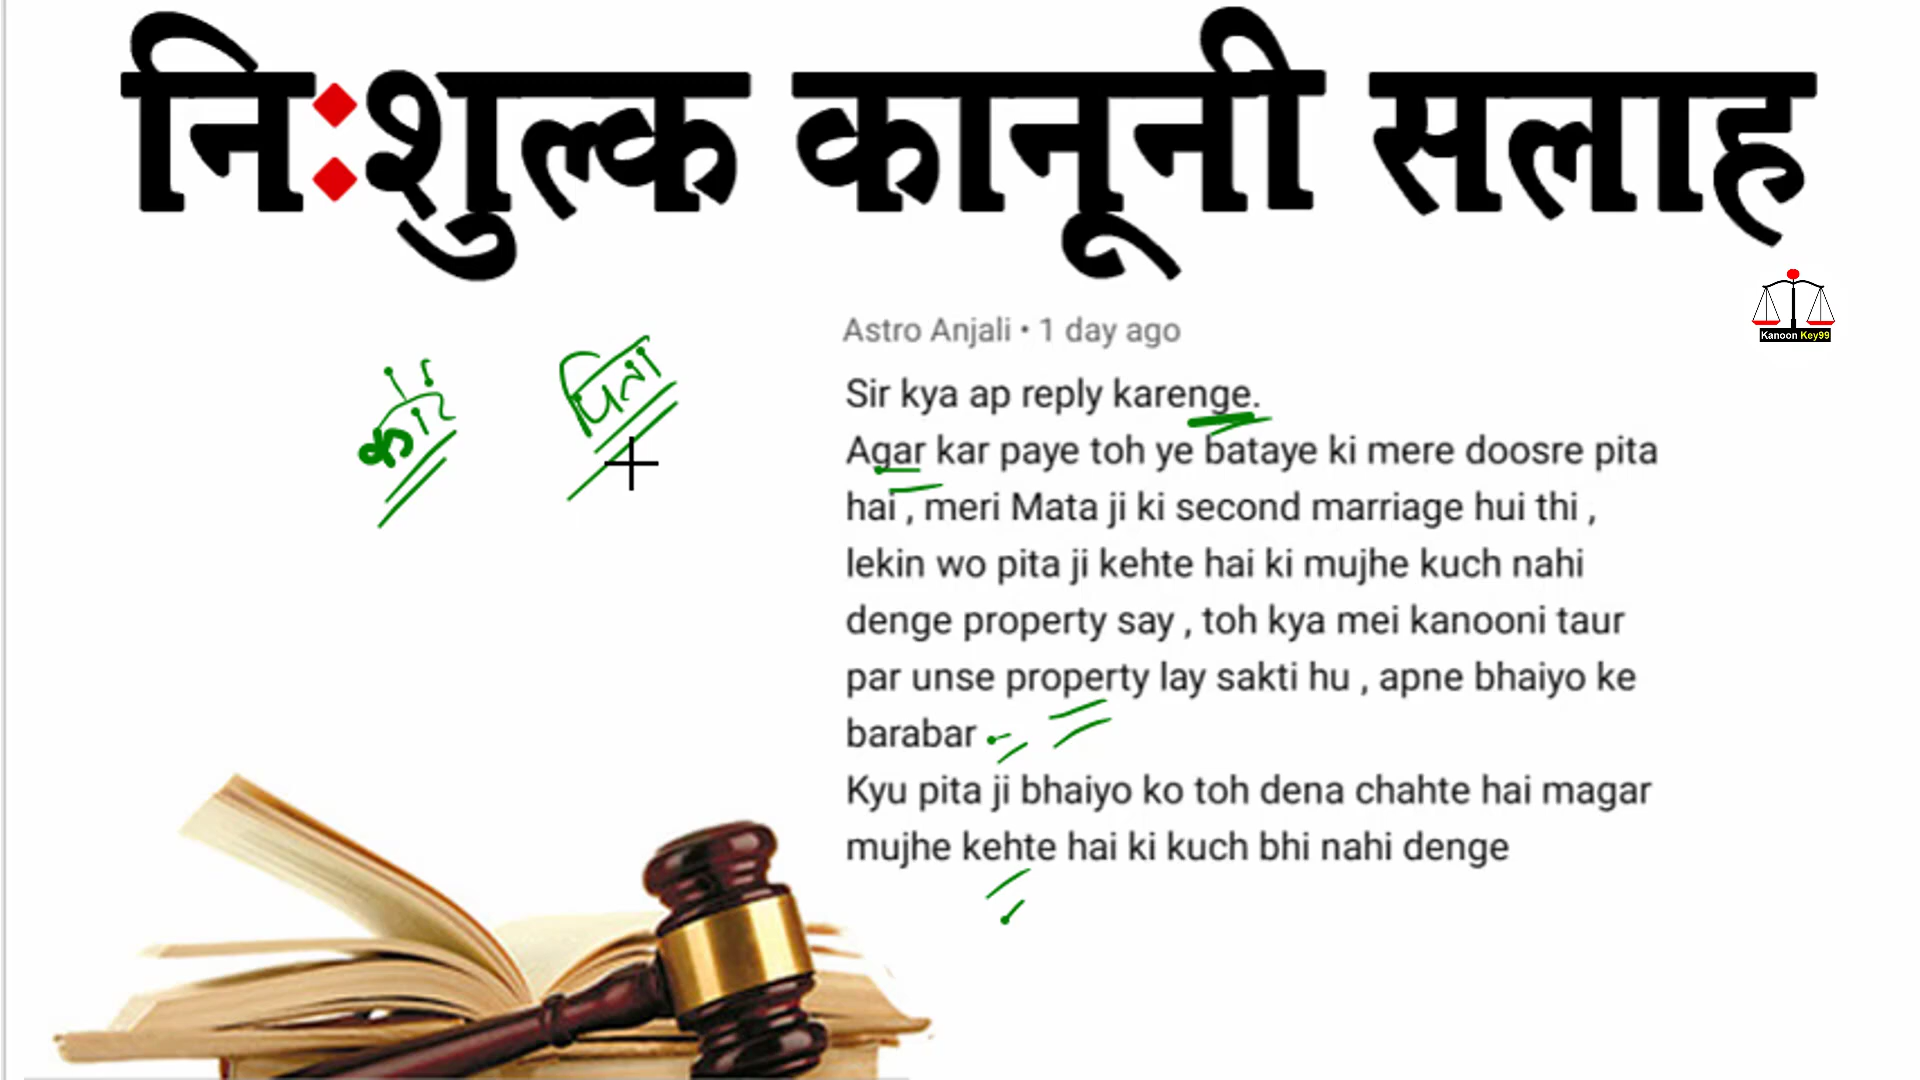 नि:शुल्क कानूनी सलाह
Kanoon Key99
Astro Anjali • 1 day ago
Sir kya ap reply karenge.
Agar kar paye toh ye bataye ki mere doosre pita
hai , meri Mata ji ki second marriage hui thi ,
lekin wo pita ji kehte hai ki mujhe kuch nahi
denge property say , toh kya mei kanooni taur
par unse property lay sakti hu , apne bhaiyo ke
barabar
Kyu pita ji bhaiyo ko toh dena chahte hai magar
mujhe kehte hai ki kuch bhi nahi denge
पिता